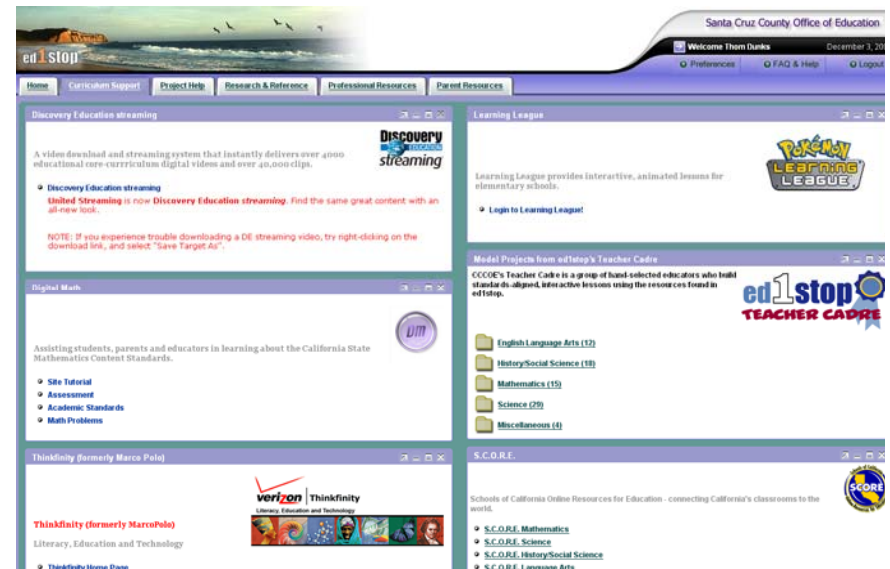 Santa Cruz County Office of Education
ed1stop
Welcome Thom Dunks
December 3, 20
Preferences
FAQ & Help
Logout
Home
Curriculum Support
Project Help
Research & Reference
Professional Resources
Parent Resources
Discovery Education streaming
DISCOVERY
EDUCATION
streaming
A video download and streaming system that instantly delivers over 4000
educational core-currriculum digital videos and over 40,000 clips.
Discovery Education streaming
United Streaming is now Discovery Education streaming. Find the same great content with an
all-new look.
NOTE: If you experience trouble downloading a DE streaming video, try right-clicking on the
download link, and select "Save Target As".
Digital Math
DM
Assisting students, parents and educators in learning about the California State
Mathematics Content Standards.
Site Tutorial
Assessment
Academic Standards
Math Problems
Thinkfinity (formerly Marco Polo)
verizon Thinkfinity
Literacy, Education and Technology
Thinkfinity (formerly MarcoPolo)
Literacy, Education and Technology
Thinkfinity Home Page
Learning League
POKéMON
LEARNING
LEAGUE
Learning League provides interactive, animated lessons for
elementary schools.
Login to Learning League!
Model Projects from ed1stop's Teacher Cadre
CCCOE's Teacher Cadre is a group of hand-selected educators who build
standards-aligned, interactive lessons using the resources found in
ed1stop.
ed1stop
TEACHER CADRE
English Language Arts (12)
History/Social Science (18)
Mathematics (15)
Science (29)
Miscellaneous (4)
S.C.O.R.E.
SCORE
Schools of California Online Resources for Education - connecting California's classrooms to the
world.
S.C.O.R.E. Mathematics
S.C.O.R.E. Science
S.C.O.R.E. History/Social Science
S.C.O.R.E. Language Arts